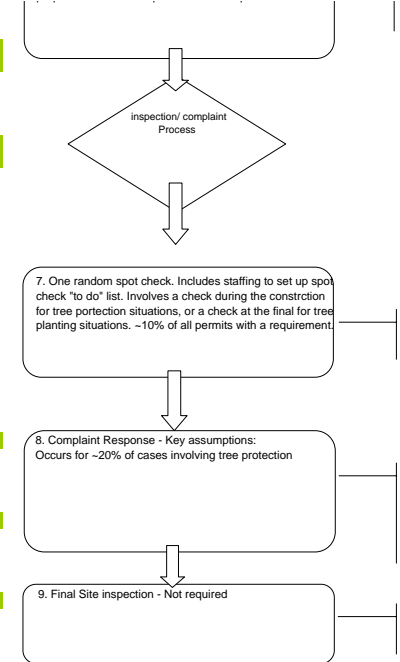 inspection/ complaint
Process
7. One random spot check. Includes staffing to set up spot
check "to do" list. Involves a check during the constrction
for tree portection situations, or a check at the final for tree
planting situations. ~10% of all permits with a requirement.
8. Complaint Response - Key assumptions:
Occurs for ~20% of cases involving tree protection
9. Final Site inspection - Not required